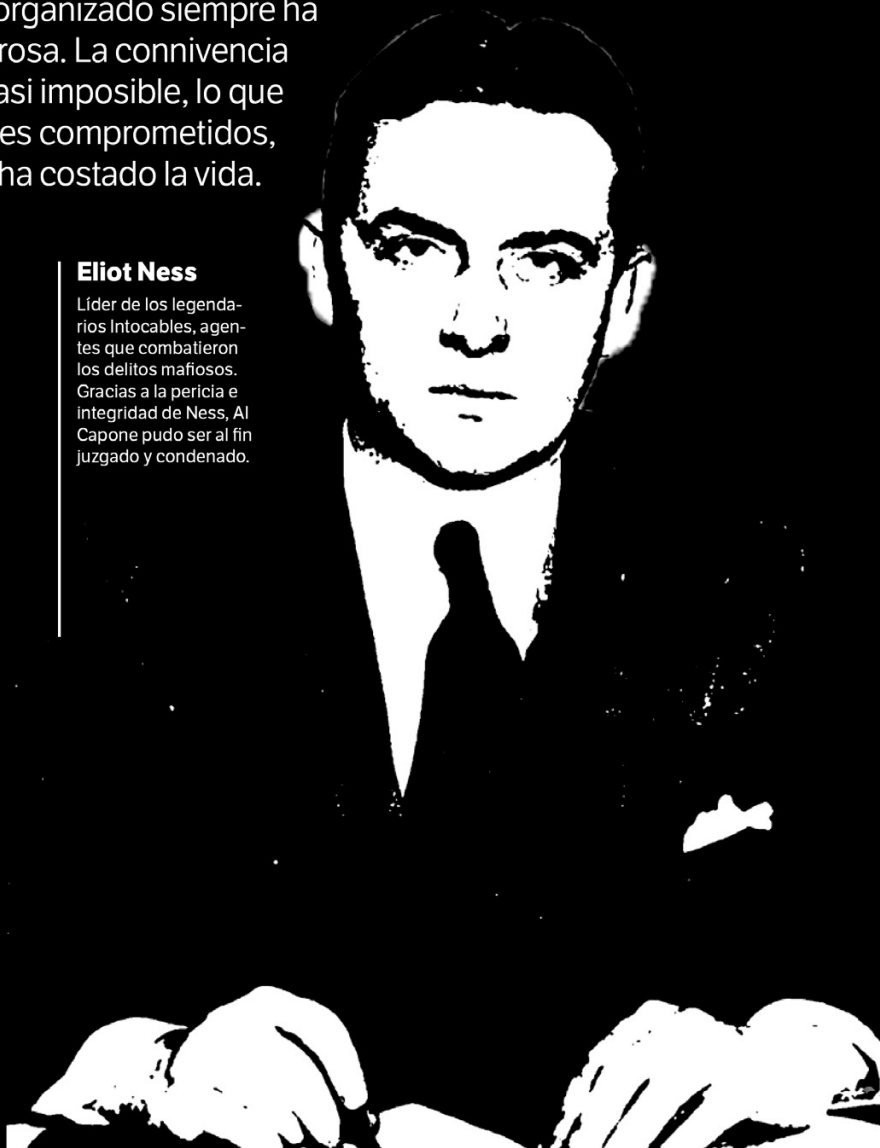 organizado siempre ha
rosa. La connivencia
asi imposible, lo que
es comprometidos,
ha costado la vida.
Eliot Ness
Líder de los legenda-
rios Intocables, agen-
tes que combatieron
los delitos mafiosos.
Gracias a la pericia e
integridad de Ness, Al
Capone pudo ser al fin
juzgado y condenado.